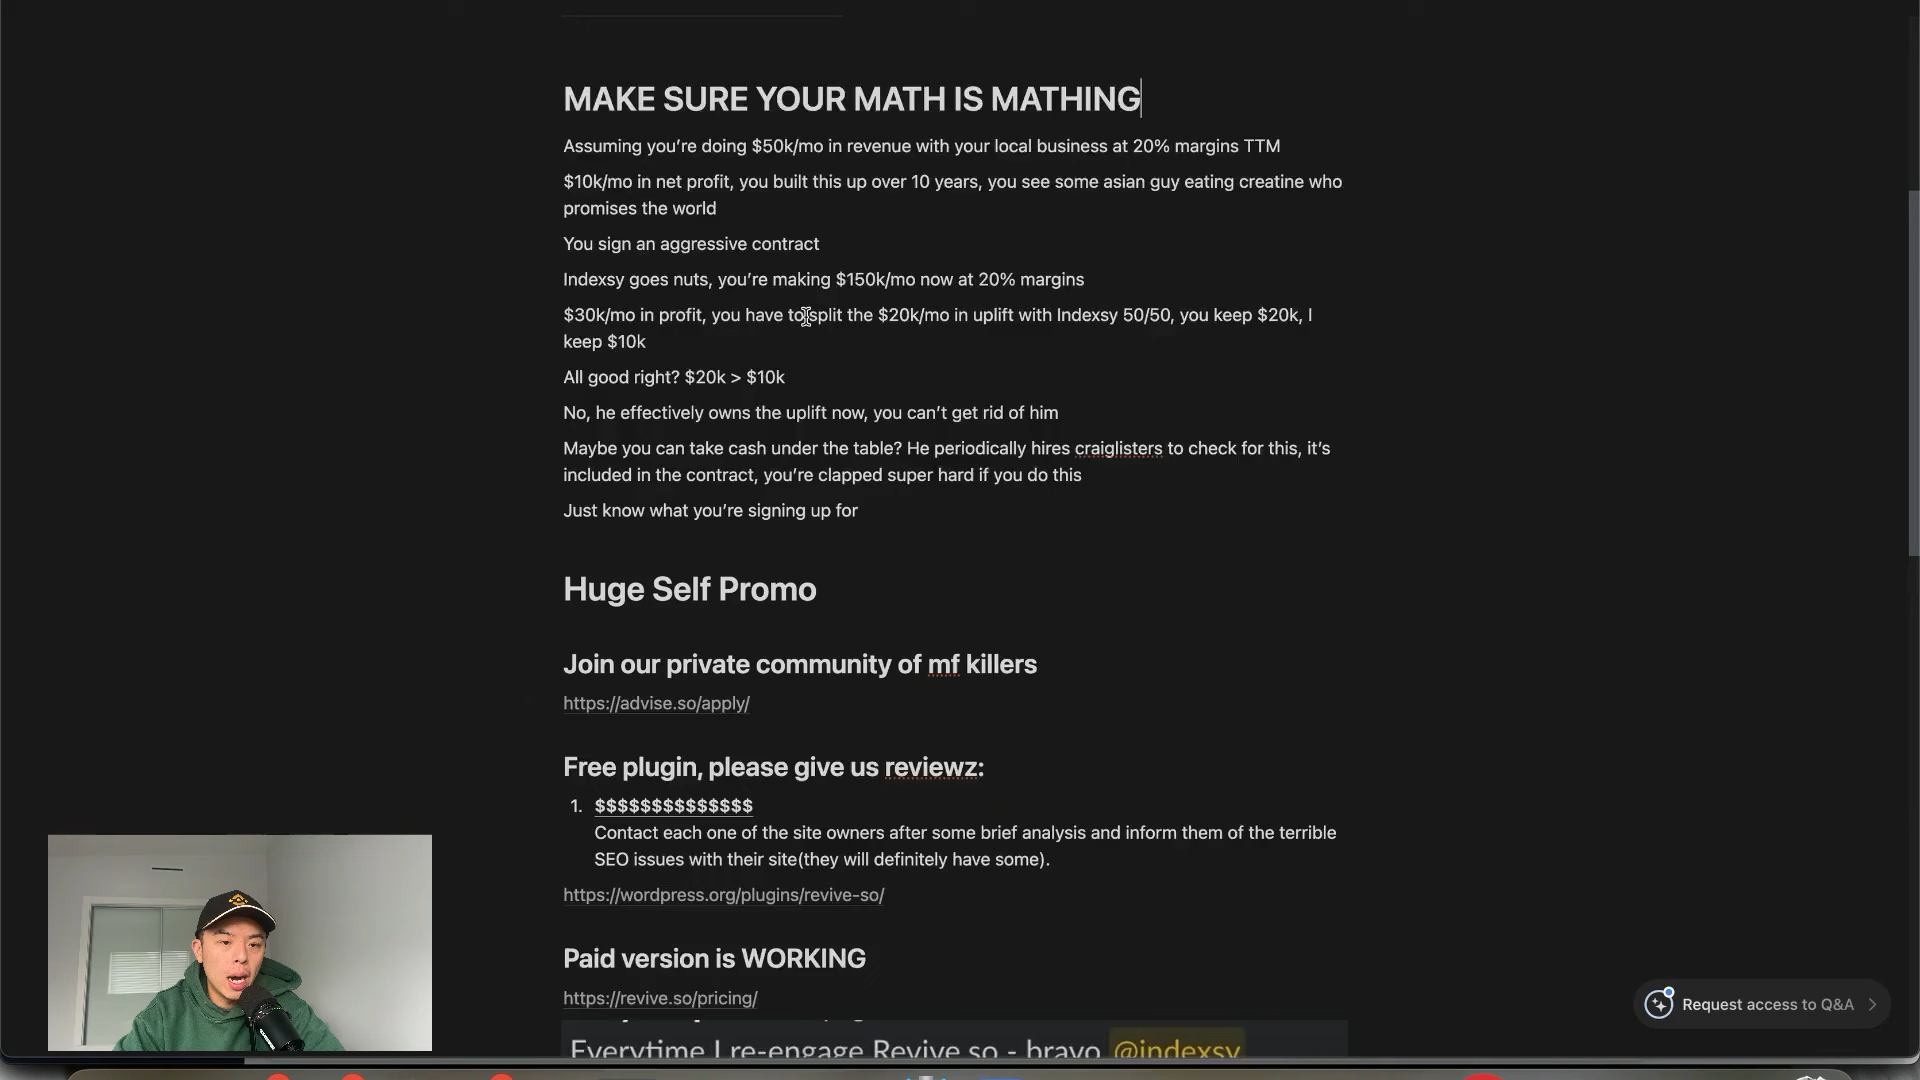 MAKE SURE YOUR MATH IS MATHING
Assuming you’re doing $50k/mo in revenue with your local business at 20% margins TTM
$10k/mo in net profit, you built this up over 10 years, you see some asian guy eating creatine who
promises the world
You sign an aggressive contract
Indexsy goes nuts, you’re making $150k/mo now at 20% margins
$30k/mo in profit, you have to split the $20k/mo in uplift with Indexsy 50/50, you keep $20k, I
keep $10k
All good right? $20k > $10k
No, he effectively owns the uplift now, you can’t get rid of him
Maybe you can take cash under the table? He periodically hires craiglisters to check for this, it’s
included in the contract, you’re clapped super hard if you do this
Just know what you’re signing up for
Huge Self Promo
Join our private community of mf killers
https://advise.so/apply/
Free plugin, please give us reviewz:
1. $$$$$$$$$$$$$$
Contact each one of the site owners after some brief analysis and inform them of the terrible
SEO issues with their site(they will definitely have some).
https://wordpress.org/plugins/revive-so/
Paid version is WORKING
https://revive.so/pricing/
Everytime I re-engage Revive so - bravo @indexsy
Request access to Q&A